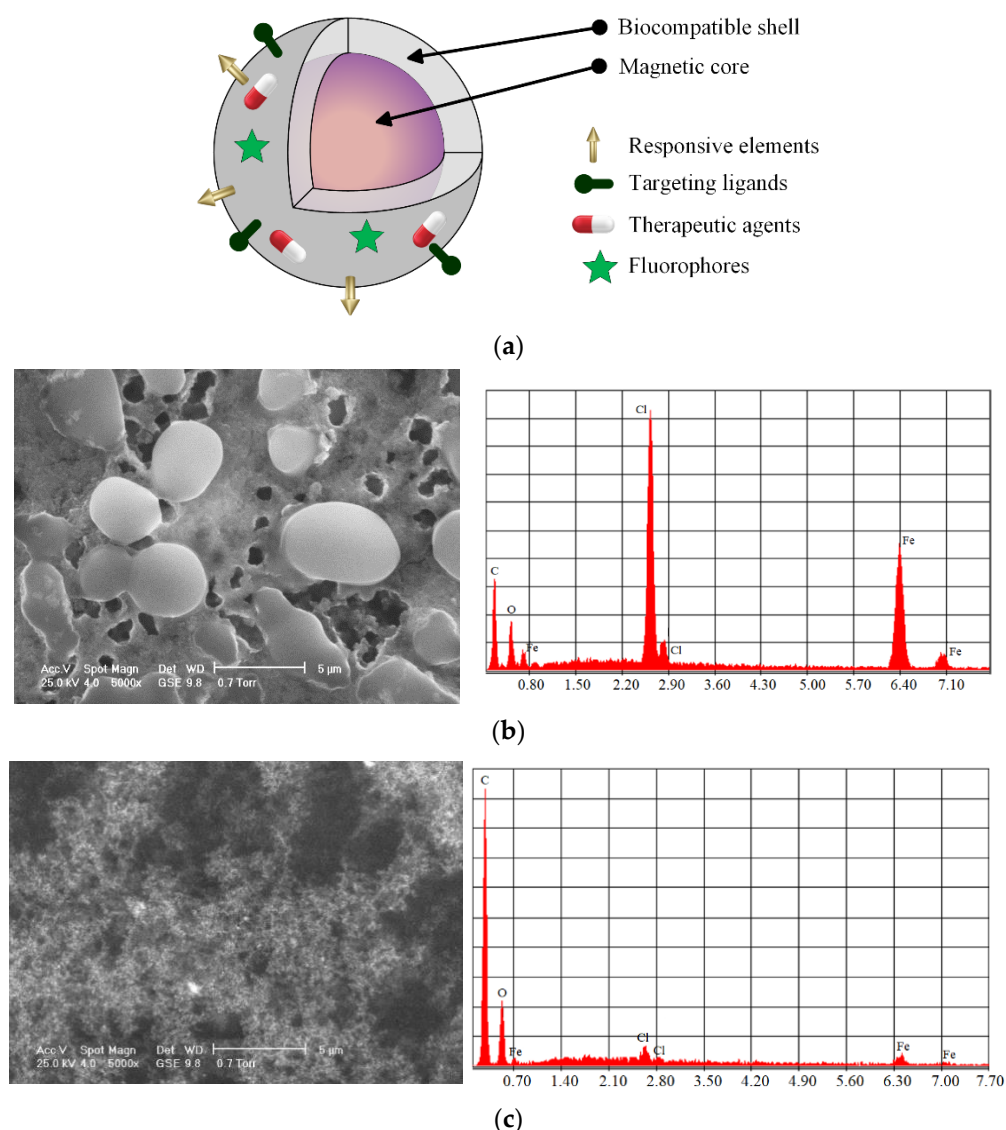 Biocompatible shell
Magnetic core
Responsive elements
Targeting ligands
Therapeutic agents
Fluorophores
(a)
Acc.V Spot Magn Det WD 5 µm
25.0 kV 4.0 5000x GSE 9.8 0.7 Torr
Cl
Fe
C
O
Fe
Cl
Fe
0.80 1.50 2.20 2.90 3.60 4.30 5.00 5.70 6.40 7.10
(b)
Acc.V Spot Magn Det WD 5 µm
25.0 kV 4.0 5000x GSE 9.8 0.7 Torr
C
O
Fe
Cl
Cl
Fe
Fe
0.70 1.40 2.10 2.80 3.50 4.20 4.90 5.60 6.30 7.00 7.70
(c)